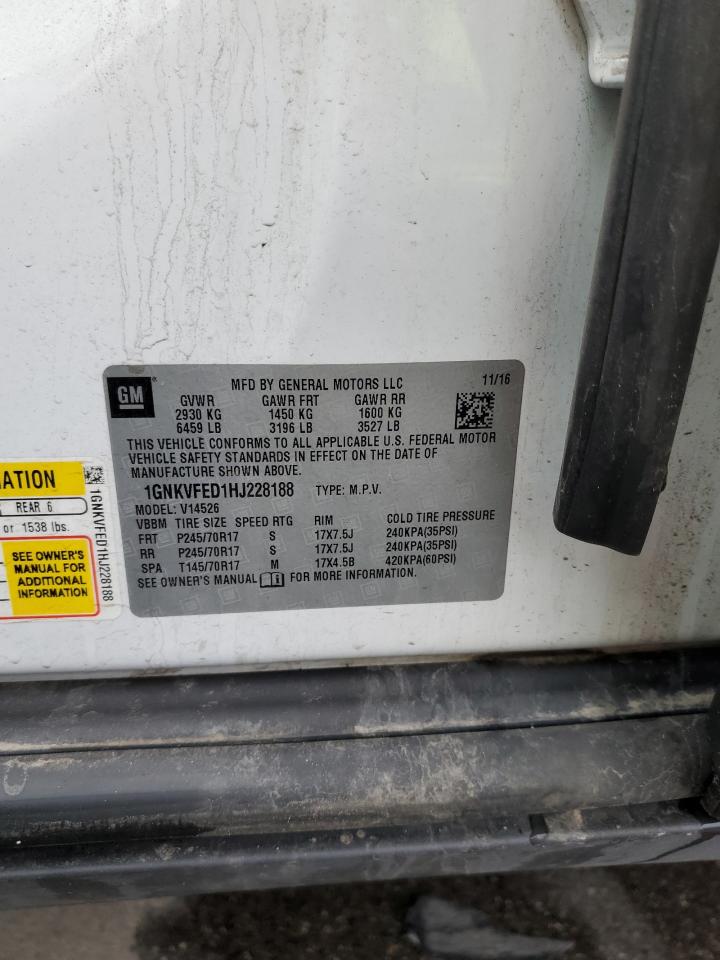 GM
MFD BY GENERAL MOTORS LLC 11/16
GVWR GAWR FRT GAWR RR
2930 KG 1450 KG 1600 KG
6459 LB 3196 LB 3527 LB
THIS VEHICLE CONFORMS TO ALL APPLICABLE U.S. FEDERAL MOTOR
VEHICLE SAFETY STANDARDS IN EFFECT ON THE DATE OF
MANUFACTURE SHOWN ABOVE.
1GNKVFED1HJ228188 TYPE: M.P.V.
MODEL: V14526
VBBM TIRE SIZE SPEED RTG RIM COLD TIRE PRESSURE
FRT P245/70R17 S 17X7.5J 240KPA(35PSI)
RR P245/70R17 S 17X7.5J 240KPA(35PSI)
SPA T145/70R17 M 17X4.5B 420KPA(60PSI)
SEE OWNER'S MANUAL FOR MORE INFORMATION.
REAR 6
or 1538 lbs.
SEE OWNER'S
MANUAL FOR
ADDITIONAL
INFORMATION
1GNKVFED1HJ228188